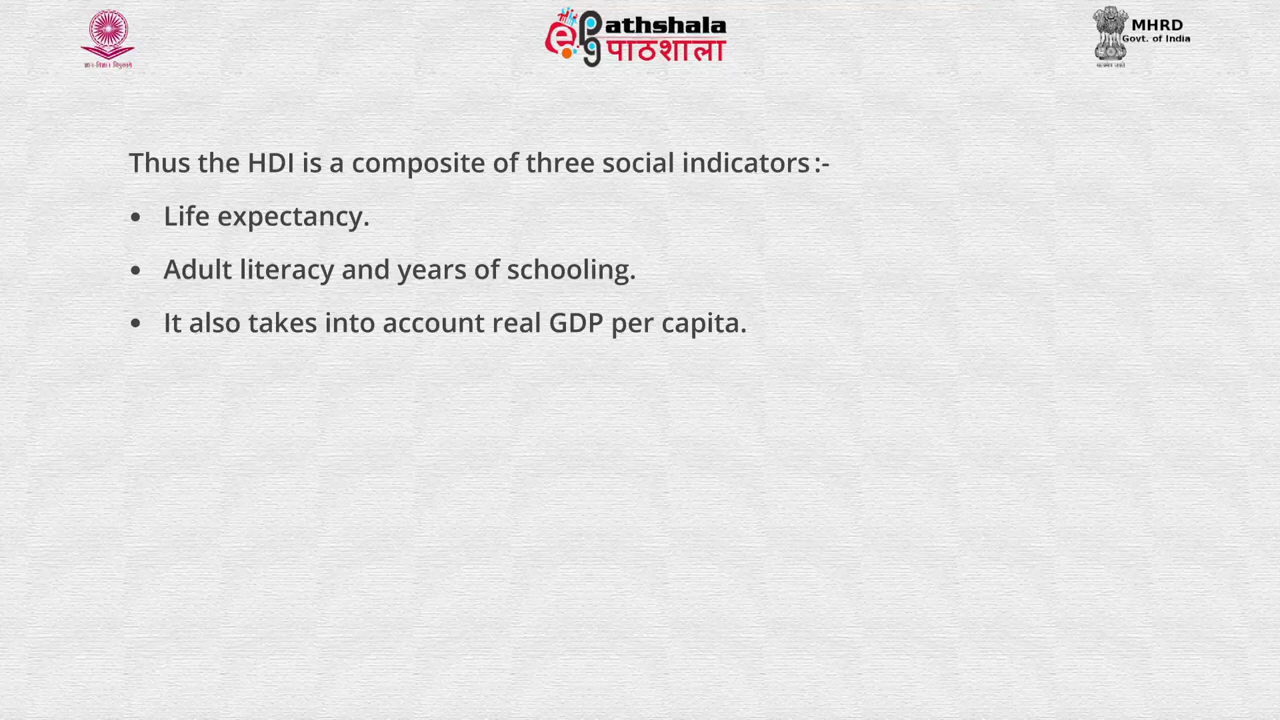 ePathshala
पाठशाला
MHRD
Govt. of India
Thus the HDI is a composite of three social indicators :-
• Life expectancy.
• Adult literacy and years of schooling.
• It also takes into account real GDP per capita.